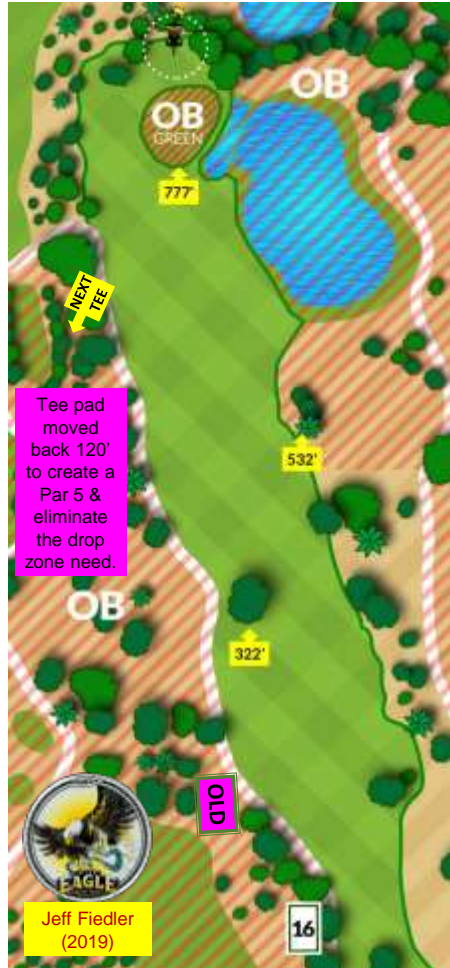 OB
OB
GREEN
777'
NEXT
TEE
Tee pad
moved
back 120'
to create a
Par 5 &
eliminate
the drop
zone need.
532'
OB
322'
OLD
EAGLE
16
Jeff Fiedler
(2019)